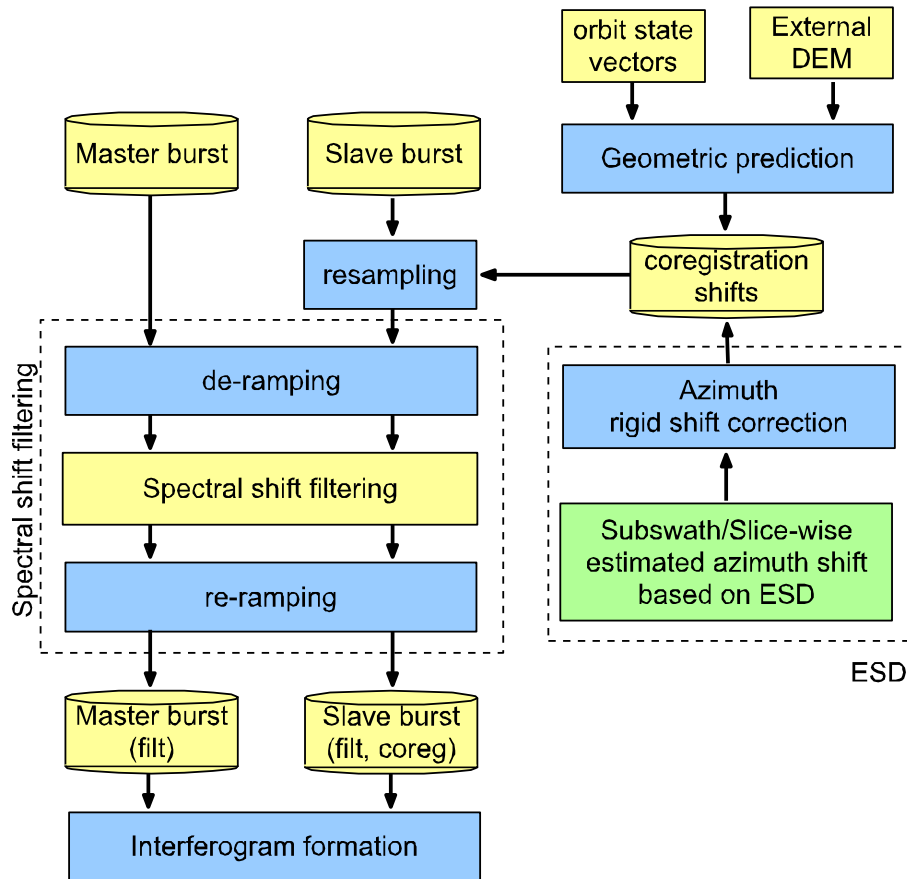 orbit state
vectors
External
DEM
Master burst
Slave burst
Geometric prediction
resampling
coregistration
shifts
Spectral shift filtering
de-ramping
Azimuth
rigid shift correction
Spectral shift filtering
Subswath/Slice-wise
estimated azimuth shift
based on ESD
re-ramping
ESD
Master burst
(filt)
Slave burst
(filt, coreg)
Interferogram formation